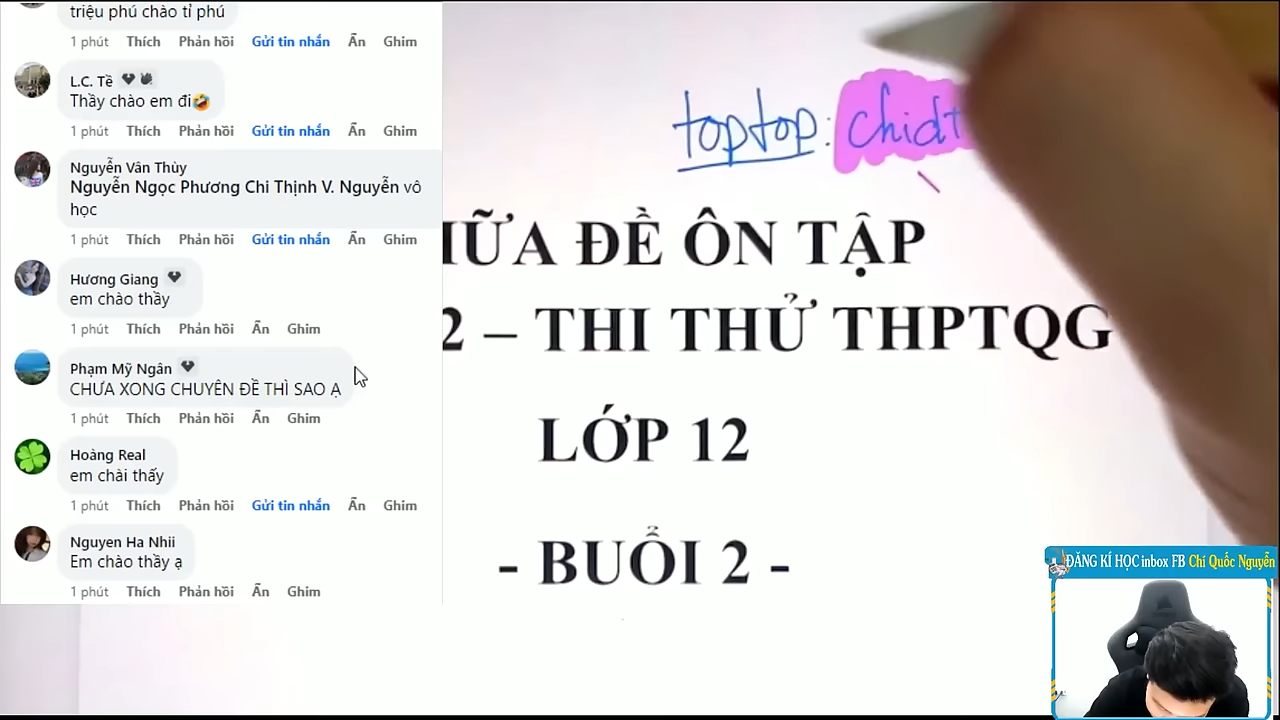 triệu phú chào tỉ phú
1 phút Thích Phản hồi Gửi tin nhắn Ẩn Ghim
L.C. Tề
Thầy chào em đi🤣
1 phút Thích Phản hồi Gửi tin nhắn Ẩn Ghim
Nguyễn Vân Thùy
Nguyễn Ngọc Phương Chi Thịnh V. Nguyễn vô
học
1 phút Thích Phản hồi Gửi tin nhắn Ẩn Ghim
Hương Giang
em chào thầy
1 phút Thích Phản hồi Ẩn Ghim
Phạm Mỹ Ngân
CHƯA XONG CHUYÊN ĐỀ THÌ SAO Ạ
1 phút Thích Phản hồi Ẩn Ghim
Hoàng Real
em chài thấy
1 phút Thích Phản hồi Gửi tin nhắn Ẩn Ghim
Nguyen Ha Nhii
Em chào thầy ạ
1 phút Thích Phản hồi Ẩn Ghim
toptop: chidt
ỮA ĐỀ ÔN TẬP
2 – THI THỬ THPTQG
LỚP 12
- BUỔI 2 -
ĐĂNG KÍ HỌC inbox FB Chí Quốc Nguyễn